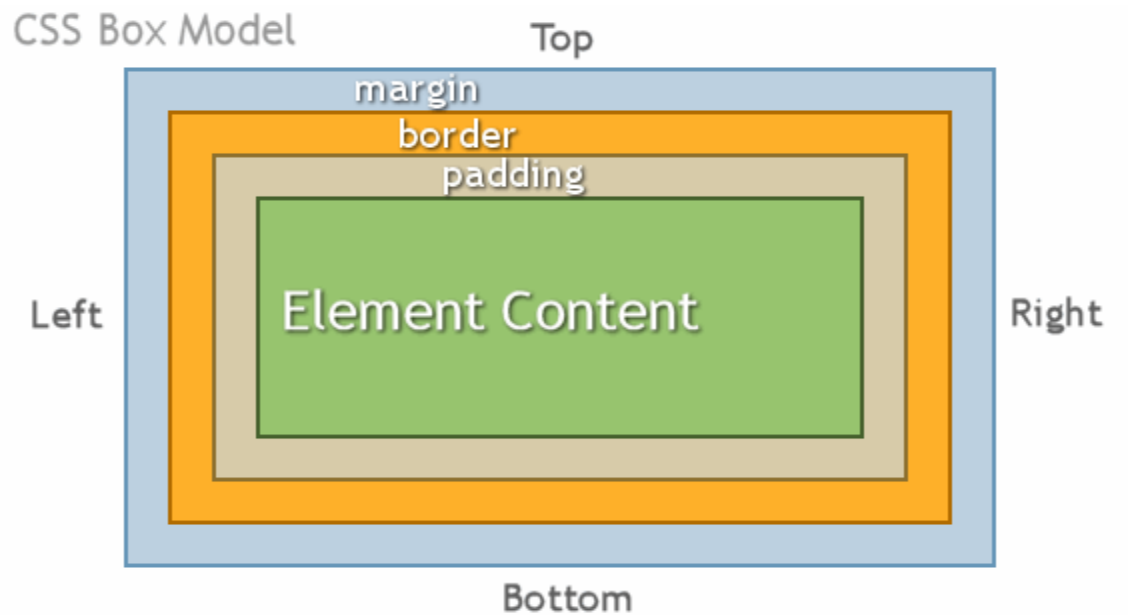 CSS Box Model
Top
margin
border
padding
Left
Element Content
Right
Bottom